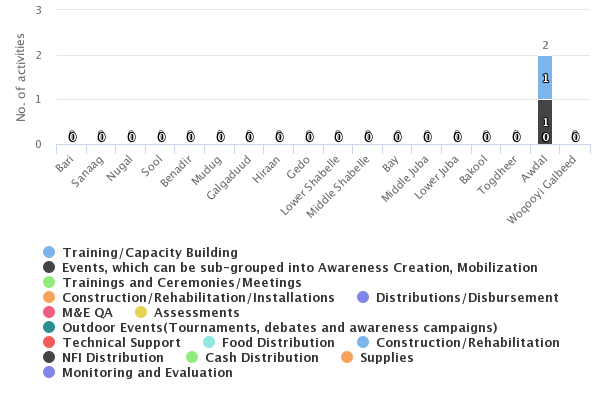 3
2
2
1
1
1
0
0 0 0 0 0 0 0 0 0 0 0 0 0 0 0 0 0 0
No. of activities
Bari
Sanaag
Nugal
Sool
Benadir
Mudug
Galgaduud
Hiraan
Gedo
Lower Shabelle
Middle Shabelle
Bay
Middle Juba
Lower Juba
Bakool
Togdheer
Awdal
Woqooyi Galbeed
Training/Capacity Building
Events, which can be sub-grouped into Awareness Creation, Mobilization
Trainings and Ceremonies/Meetings
Construction/Rehabilitation/Installations Distributions/Disbursement
M&E QA Assessments
Outdoor Events(Tournaments, debates and awareness campaigns)
Technical Support Food Distribution Construction/Rehabilitation
NFI Distribution Cash Distribution Supplies
Monitoring and Evaluation